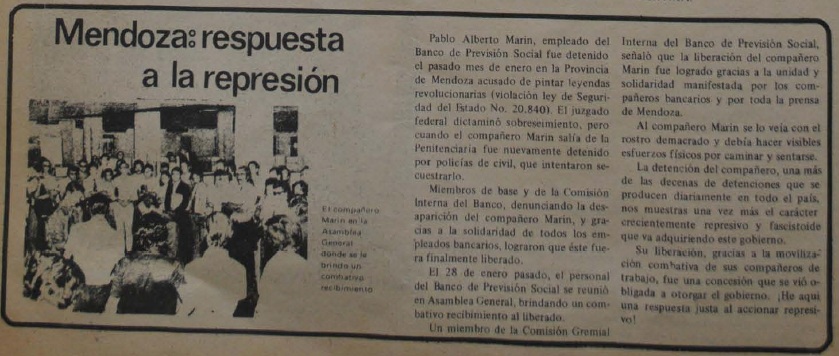 Mendoza: respuesta
a la represión
El compañero
Marin en la
Asamblea
General
donde se le
brindo un
combativo
recibimiento
Pablo Alberto Marin, empleado del
Banco de Previsión Social fue detenido
el pasado mes de enero en la Provincia
de Mendoza acusado de pintar leyendas
revolucionarias (violación ley de Seguri-
dad del Estado No. 20.840). El juzgado
federal dictaminó sobreseimiento, pero
cuando el compañero Marin salía de la
Penitenciaria fue nuevamente detenido
por policías de civil, que intentaron se-
cuestrarlo.
Miembros de base y de la Comisión
Interna del Banco, denunciando la de-
saparición del compañero Marin, y gra-
cias a la solidaridad de todos los em-
pleados bancarios, lograron que éste fue-
ra finalmente liberado.
El 28 de enero pasado, el personal
del Banco de Previsión Social se reunió
en Asamblea General, brindando un com-
bativo recibimiento al liberado.
Un miembro de la Comisión Gremial
Interna del Banco de Previsión Social,
señaló que la liberación del compañero
Marin fue logrado gracias a la unidad y
solidaridad manifestada por los com-
pañeros bancarios y por toda la prensa
de Mendoza.
Al compañero Marin se lo veía con el
rostro demacrado y debía hacer visibles
esfuerzos físicos por caminar y sentarse.
La detención del compañero, una más
de las decenas de detenciones que se
producen diariamente en todo el país,
nos muestras una vez más el carácter
crecientemente represivo y fascistoide
que va adquiriendo este gobierno.
Su liberación, gracias a la moviliza-
ción combativa de sus compañeros de
trabajo, fue una concesión que se vió o-
bligada a otorgar el gobierno. ¡He aquí
una respuesta justa al accionar represi-
vo!